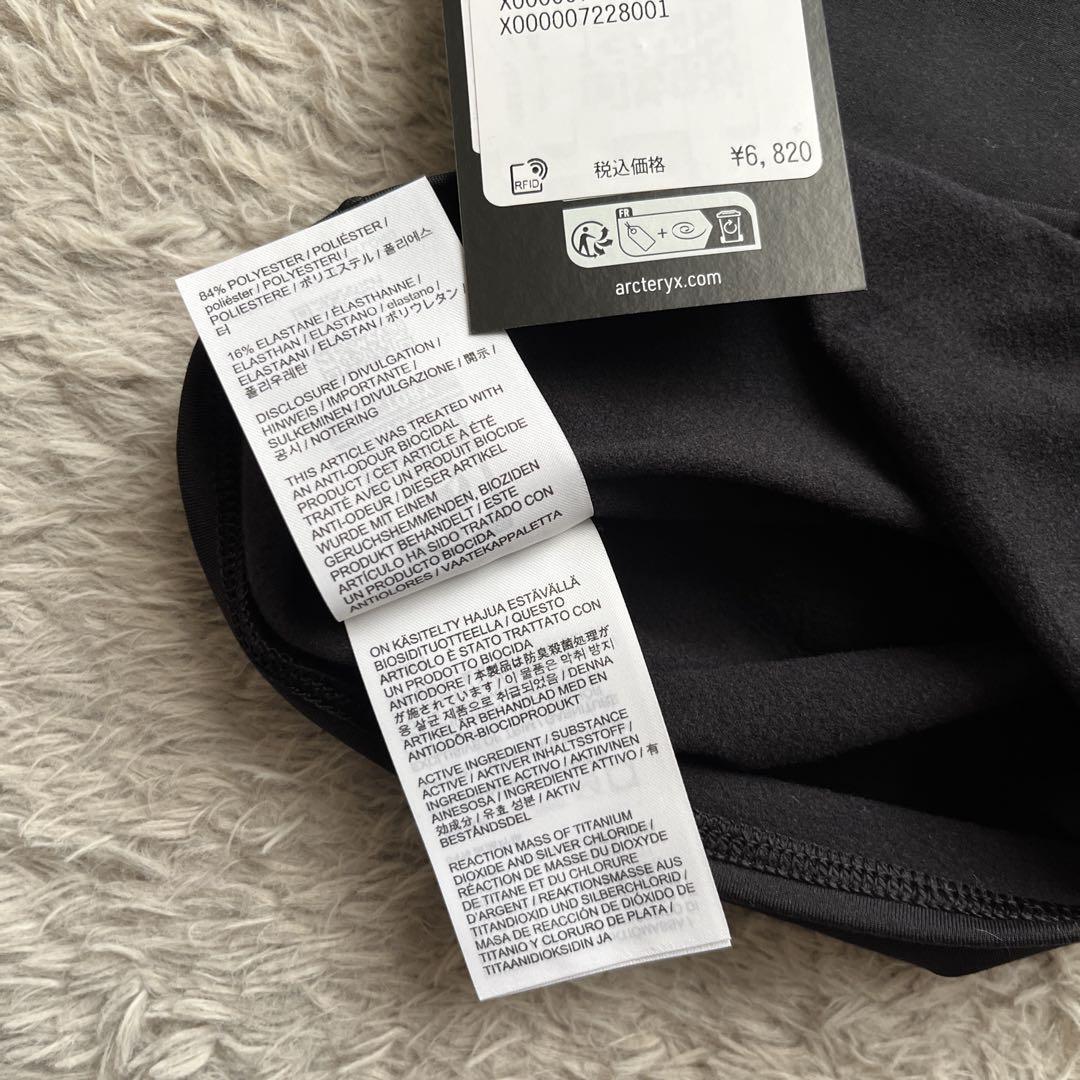 X000007228001
RFID
税込価格 ¥6,820
FR
+
arcteryx.com
84% POLYESTER / POLIÉSTER /
poliéster / POLYESTERI /
POLIESTERE / ポリエステル / 폴리에스
터
16% ELASTANE / ÉLASTHANNE /
ELASTHAN / ELASTANO / elastano /
ELASTAANI / ELASTAN / ポリウレタン
폴리우레탄
DISCLOSURE / DIVULGATION /
HINWEIS / IMPORTANTE /
SULKEMINEN / DIVULGAZIONE / 開示 /
공시 / NOTERING
THIS ARTICLE WAS TREATED WITH
AN ANTI-ODOUR BIOCIDAL
PRODUCT / CET ARTICLE A ÉTÉ
TRAITÉ AVEC UN PRODUIT BIOCIDE
ANTI-ODEUR / DIESER ARTIKEL
WURDE MIT EINEM
GERUCHSHEMMENDEN, BIOZIDEN
PRODUKT BEHANDELT / ESTE
ARTÍCULO HA SIDO TRATADO CON
UN PRODUCTO BIOCIDA
ANTIOLORES / VAATEKAPPALETTA
ON KÄSITELTY HAJUA ESTÄVÄLLÄ
BIOSIDITUOTTEELLA / QUESTO
ARTICOLO È STATO TRATTATO CON
UN PRODOTTO BIOCIDA
ANTIODORE / 本製品は防臭殺菌処理が
が施されています / 이 물품은 악취 방지
용 살균 제품으로 취급되었음 / DENNA
ARTIKEL ÄR BEHANDLAD MED EN
ANTIODÖR-BIOCIDPRODUKT
ACTIVE INGREDIENT / SUBSTANCE
ACTIVE / AKTIVER INHALTSSTOFF /
INGREDIENTE ACTIVO / AKTIIVINEN
AINESOSA / INGREDIENTE ATTIVO / 有
効成分 / 유효 성분 / AKTIV
BESTÅNDSDEL
REACTION MASS OF TITANIUM
DIOXIDE AND SILVER CHLORIDE /
RÉACTION DE MASSE DU DIOXYDE
DE TITANE ET DU CHLORURE
D'ARGENT / REAKTIONSMASSE AUS
TITANDIOXID UND SILBERCHLORID /
MASA DE REACCIÓN DE DIÓXIDO DE
TITANIO Y CLORURO DE PLATA /
TITAANIDIOKSIDIN JA